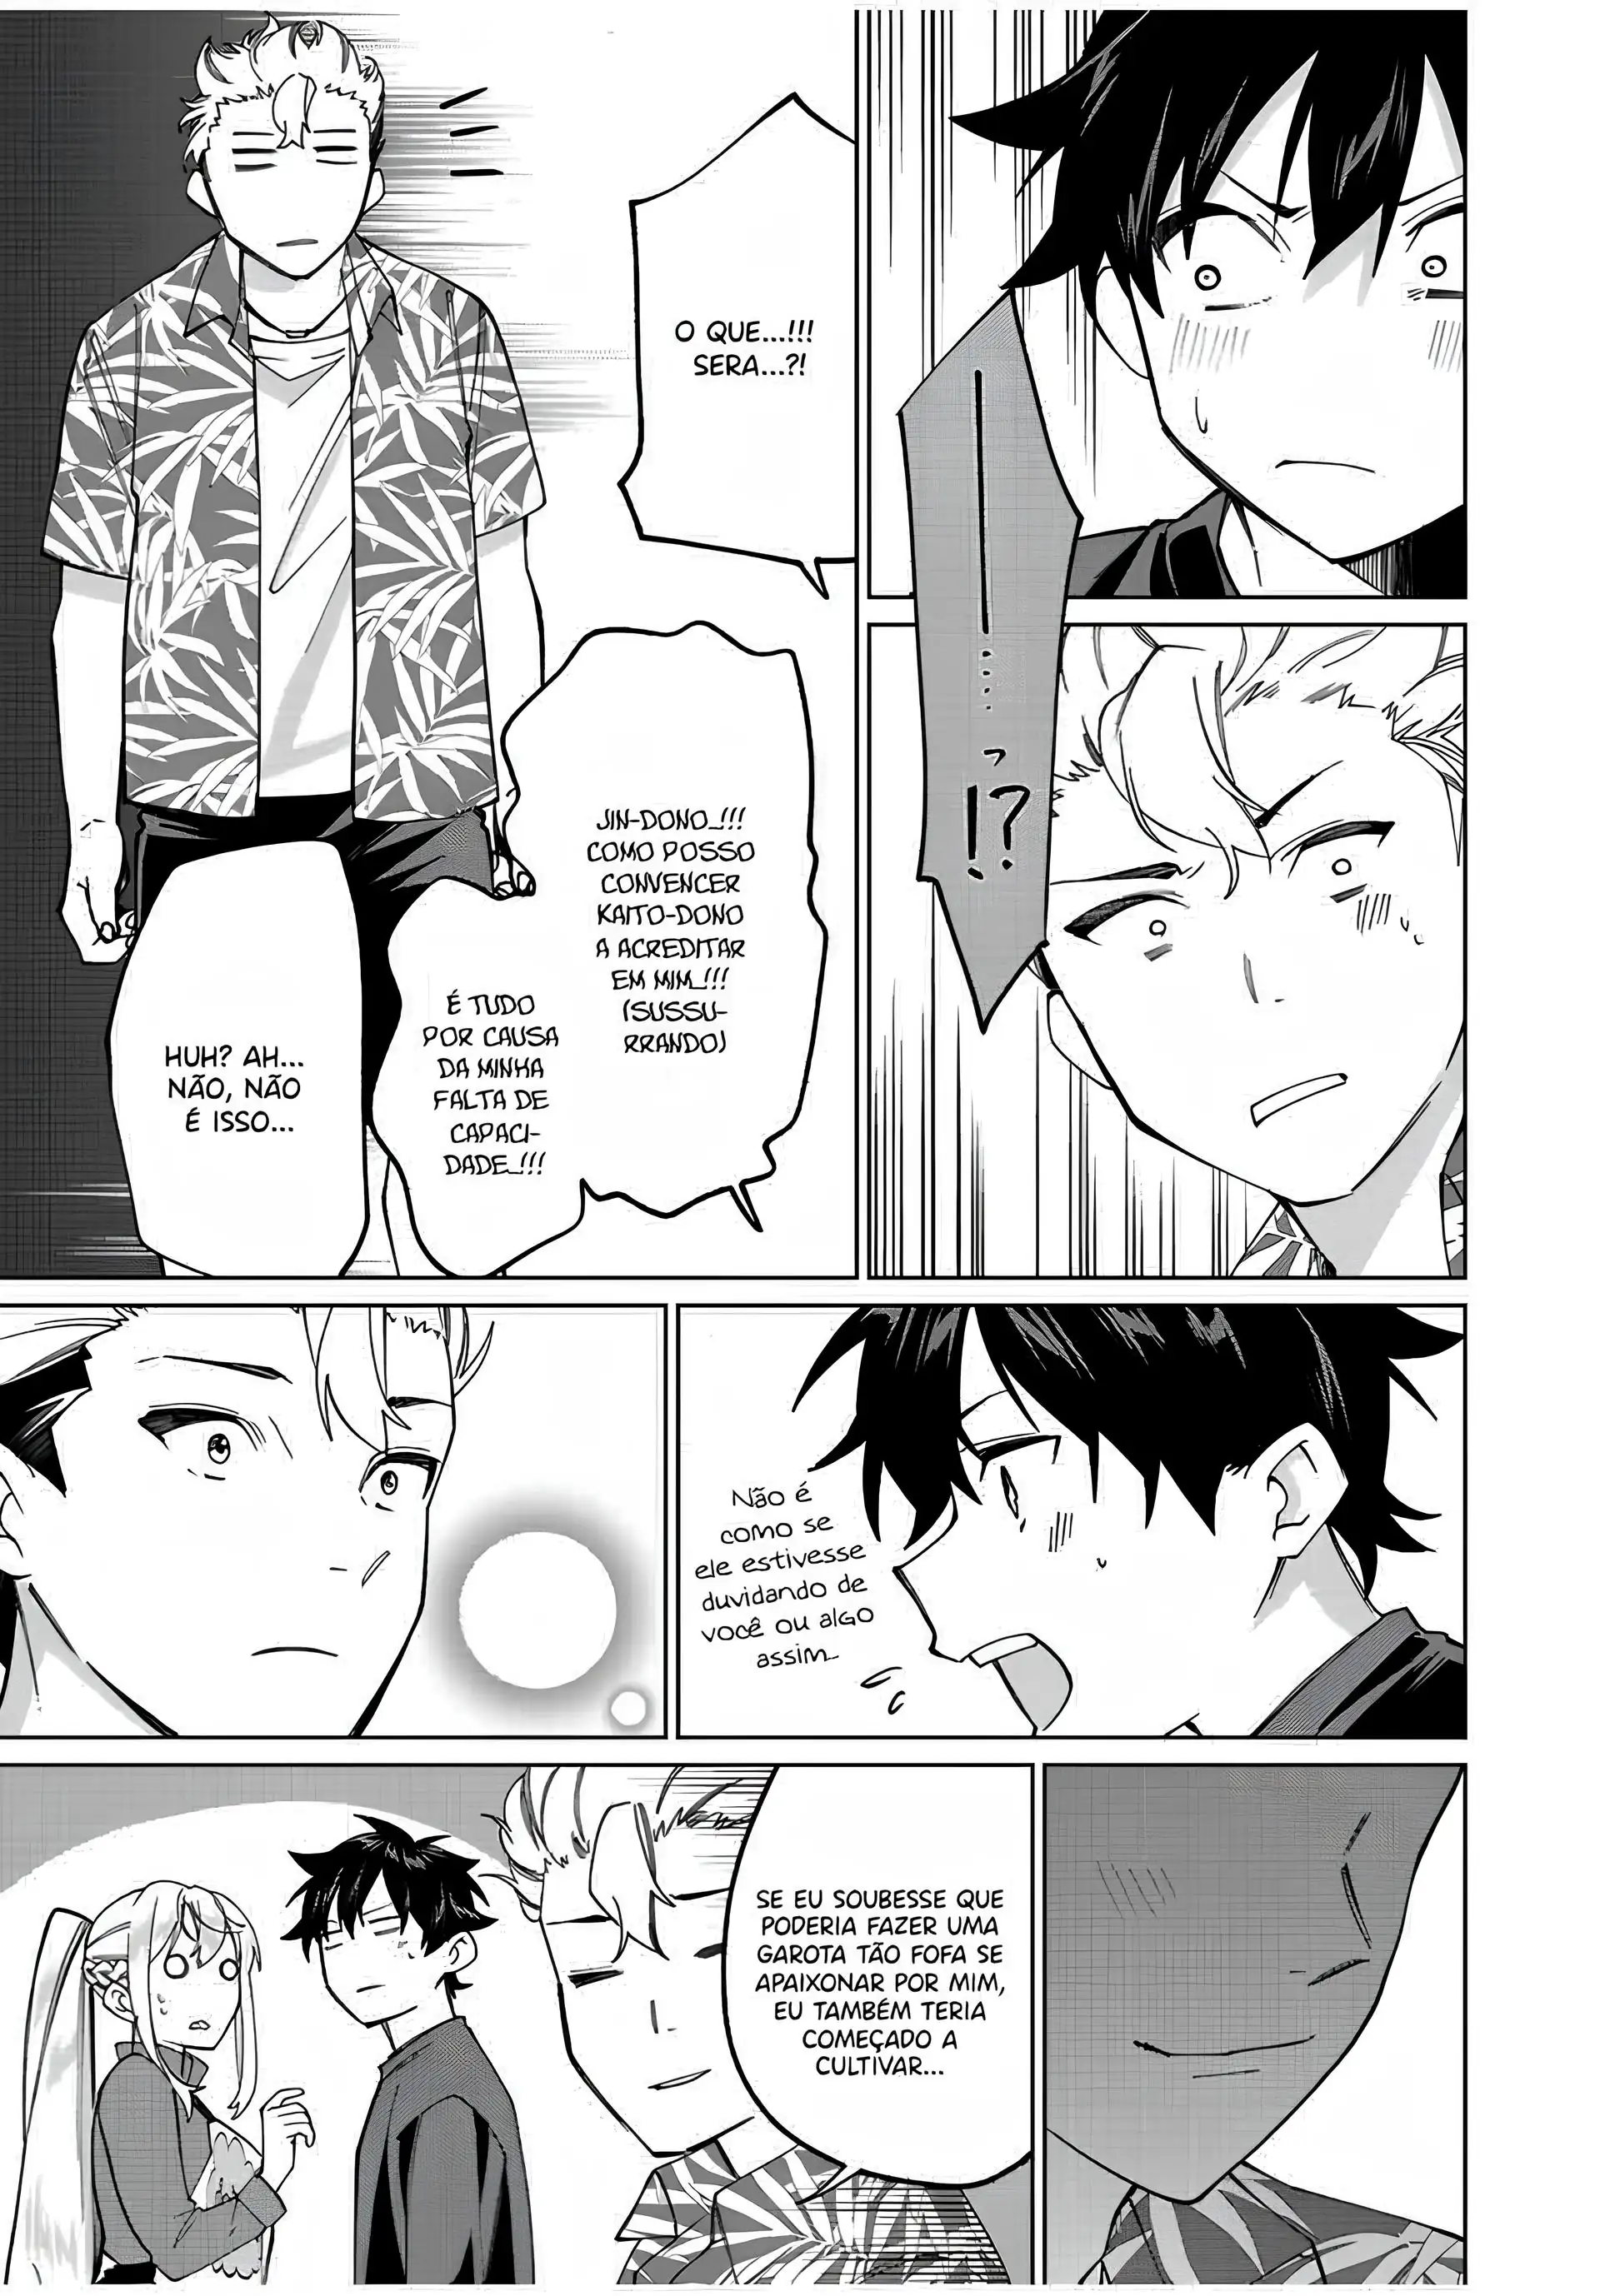 !?
O QUE...!!!
SERA...?!
JIN-DONO...!!!
COMO POSSO
CONVENCER
KAITO-DONO
A ACREDITAR
EM MIM...!!!
(SUSSU-
RRANDO)
É TUDO
POR CAUSA
DA MINHA
FALTA DE
CAPACI-
DADE...!!!
HUH? AH...
NÃO, NÃO
É ISSO...
Não é
como se
ele estivesse
duvidando de
você ou algo
assim...
SE EU SOUBESSE QUE
PODERIA FAZER UMA
GAROTA TÃO FOFA SE
APAIXONAR POR MIM,
EU TAMBÉM TERIA
COMEÇADO A
CULTIVAR...